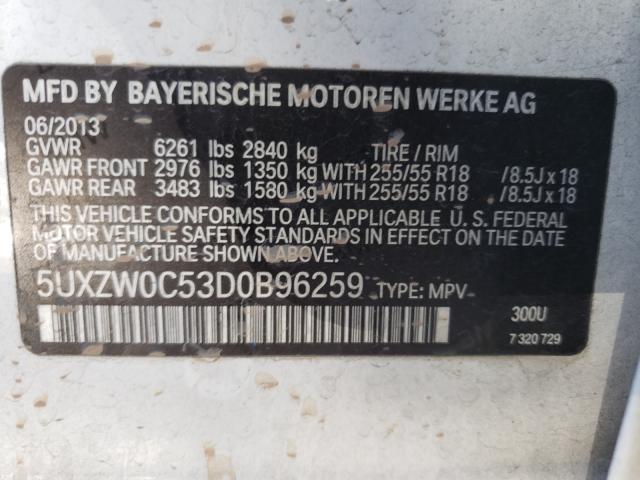 MFD BY BAYERISCHE MOTOREN WERKE AG
06/2013
GVWR 6261 lbs 2840 kg TIRE / RIM
GAWR FRONT 2976 lbs 1350 kg WITH 255/55 R18 /8.5J x 18
GAWR REAR 3483 lbs 1580 kg WITH 255/55 R18 /8.5J x 18
THIS VEHICLE CONFORMS TO ALL APPLICABLE U. S. FEDERAL
MOTOR VEHICLE SAFETY STANDARDS IN EFFECT ON THE DATE
OF MANUFACTURE SHOWN ABOVE.
5UXZW0C53D0B96259 TYPE: MPV
300U
7 320 729